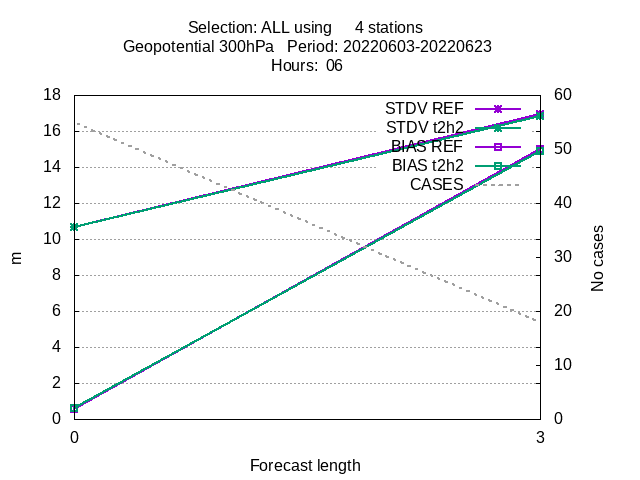 Selection: ALL using     4 stations
Geopotential 300hPa   Period: 20220603-20220623
Hours:  06
18
16
14
12
10
8
6
4
2
0
m
60
50
40
30
20
10
0
No cases
STDV REF
STDV t2h2
BIAS REF
BIAS t2h2
CASES
0
3
Forecast length